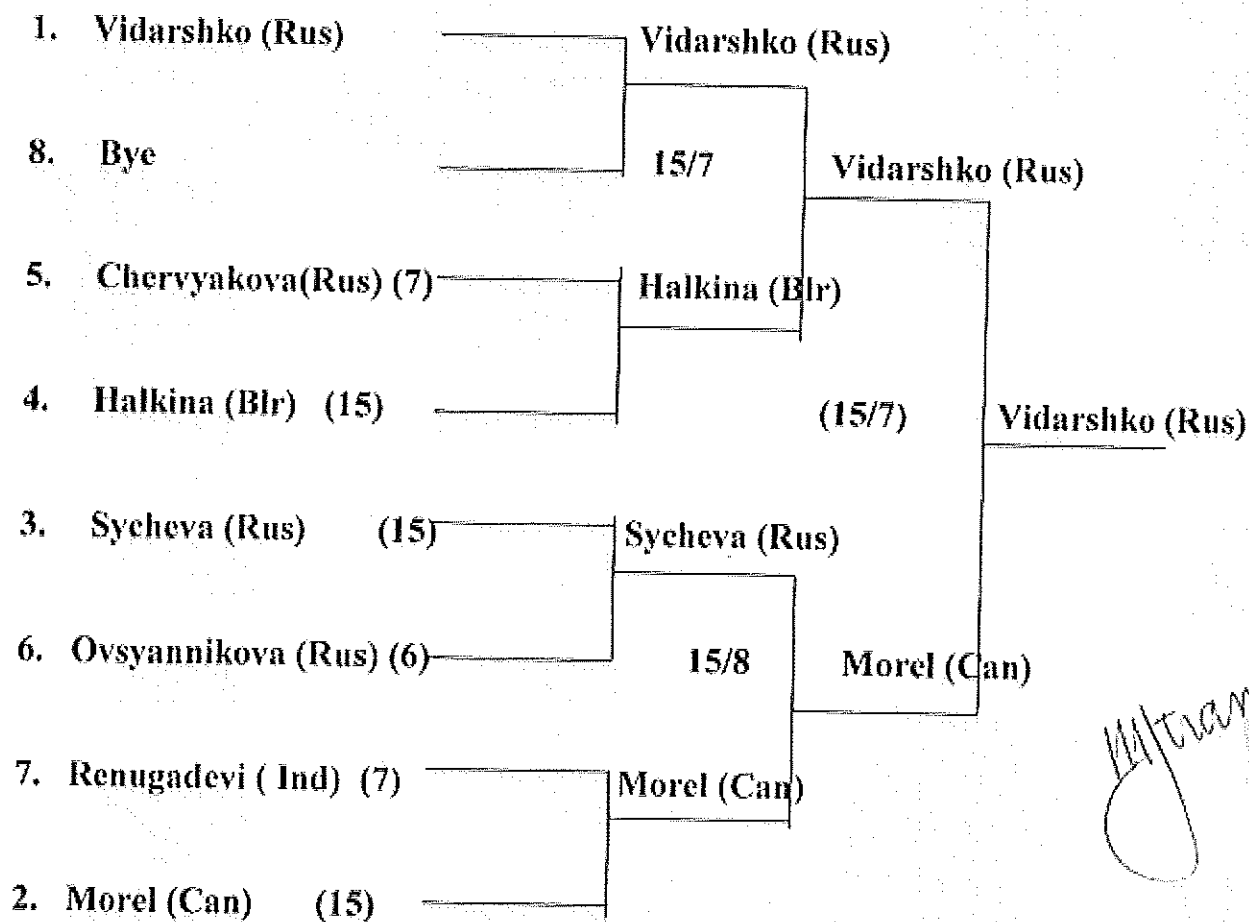 1. Vidarshko (Rus)
Vidarshko (Rus)
8. Bye
15/7
Vidarshko (Rus)
5. Chervyakova(Rus) (7)
Halkina (Blr)
4. Halkina (Blr) (15)
(15/7)
Vidarshko (Rus)
3. Sycheva (Rus) (15)
Sycheva (Rus)
6. Ovsyannikova (Rus) (6)
15/8
Morel (Can)
7. Renugadevi ( Ind) (7)
Morel (Can)
2. Morel (Can) (15)